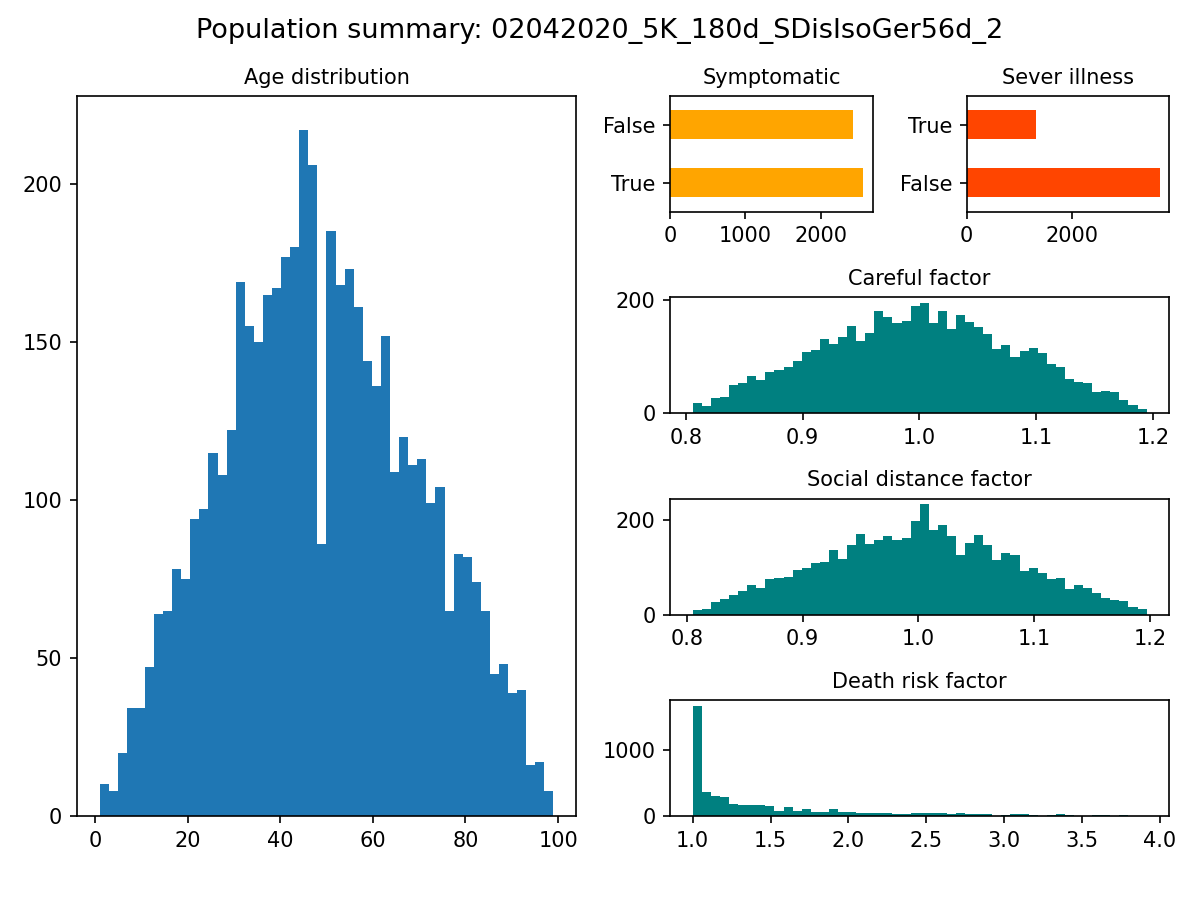 Population summary: 02042020_5K_180d_SDisIsoGer56d_2
Age distribution
200
150
100
50
0
0 20 40 60 80 100
Symptomatic
False
True
0 1000 2000
Sever illness
True
False
0 2000
Careful factor
200
0
0.8 0.9 1.0 1.1 1.2
Social distance factor
200
0
0.8 0.9 1.0 1.1 1.2
Death risk factor
1000
0
1.0 1.5 2.0 2.5 3.0 3.5 4.0